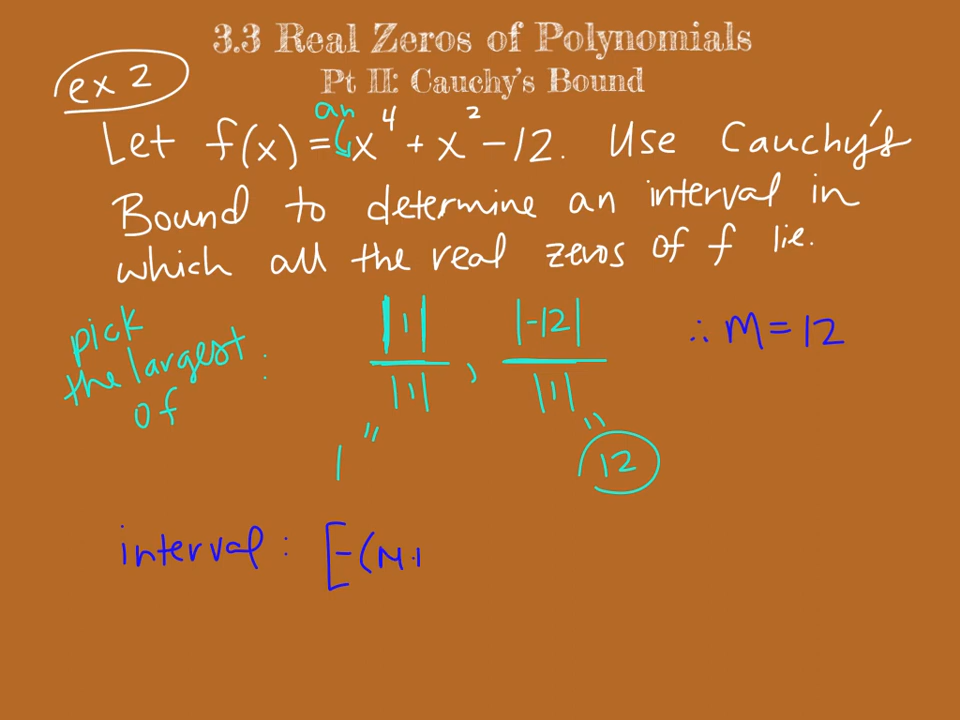 3.3 Real Zeros of Polynomials
Pt II: Cauchy's Bound
ex 2
an
Let f(x) = x⁴ + x² - 12. Use Cauchy's
Bound to determine an interval in
which all the real zeros of f lie.
pick the largest of :
|1| / |1| , |-12| / |1|
∴ M = 12
" "
1 12
interval : [-(M+